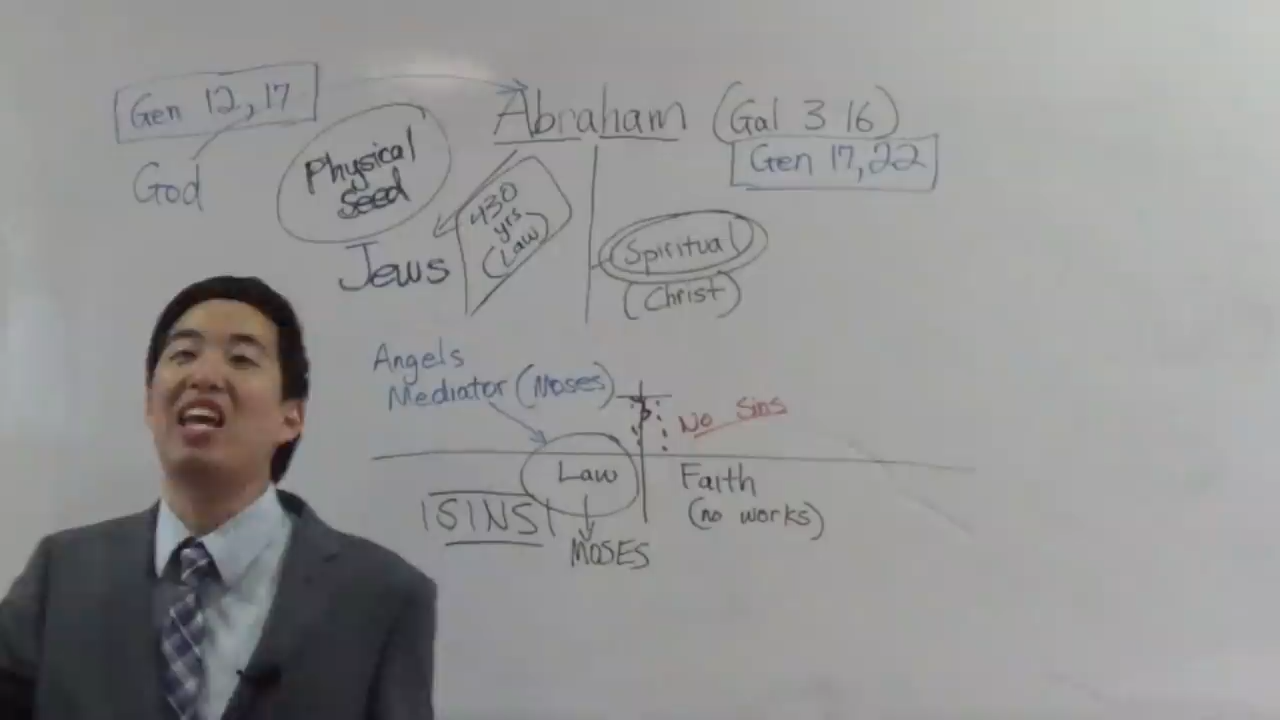 Gen 12,17
God
Abraham (Gal 3 16)
Gen 17,22
Physical
Seed
Jews
430
yrs
(Law)
Spiritual
(Christ)
Angels
Mediator (Moses)
No Sins
Law
SINS
MOSES
Faith
(no works)